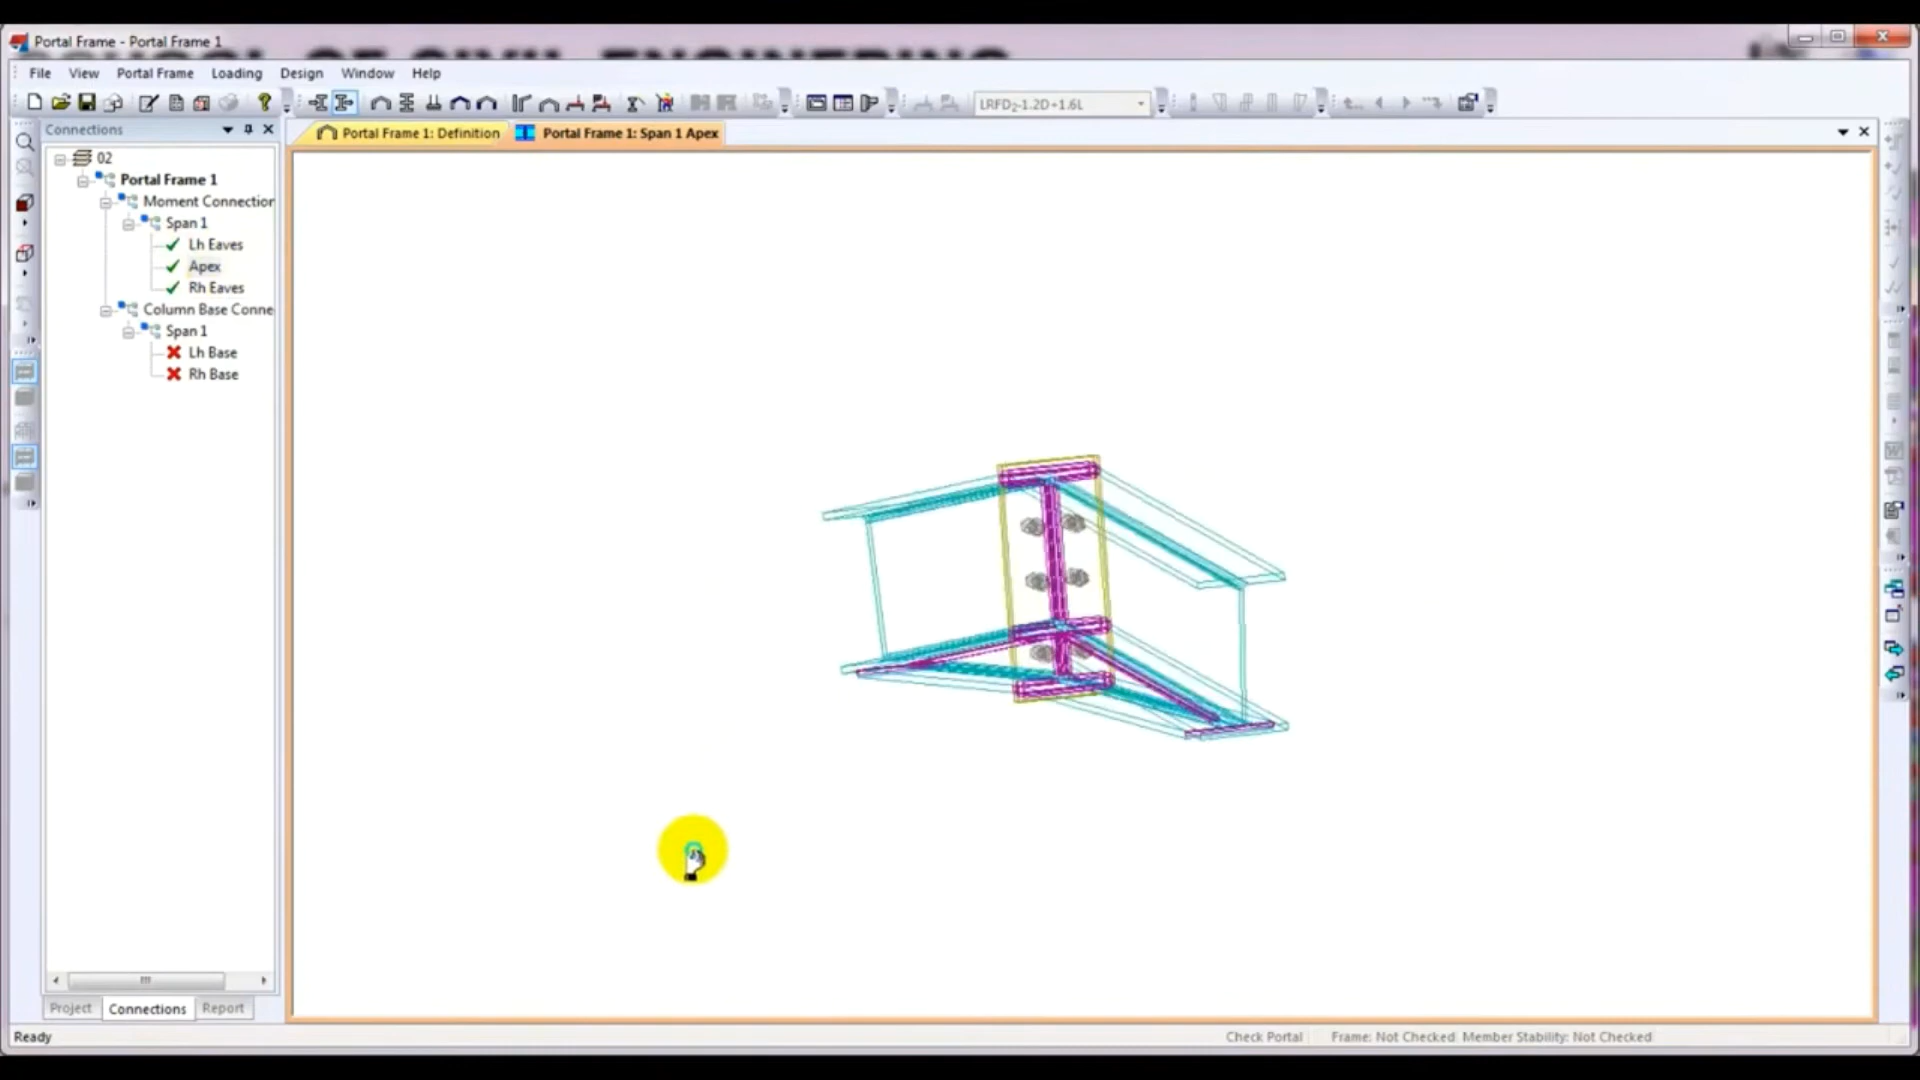 Portal Frame - Portal Frame 1
File View Portal Frame Loading Design Window Help
LRFD2-1.2D+1.6L
Connections
Portal Frame 1: Definition
Portal Frame 1: Span 1 Apex
02
Portal Frame 1
Moment Connection
Span 1
Lh Eaves
Apex
Rh Eaves
Column Base Conne
Span 1
Lh Base
Rh Base
Project Connections Report
Ready
Check Portal Frame: Not Checked Member Stability: Not Checked